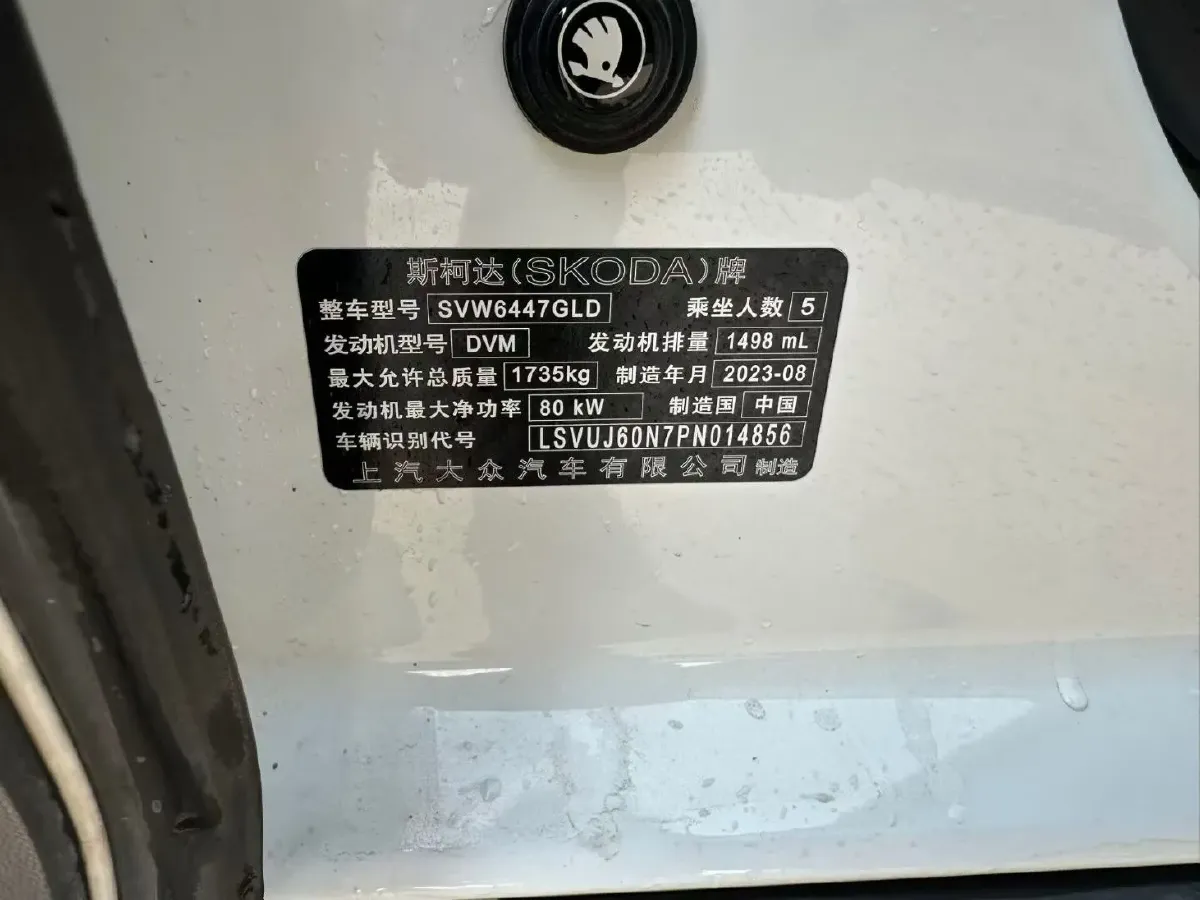 斯柯达(SKODA)牌
整车型号 SVW6447GLD 乘坐人数 5
发动机型号 DVM 发动机排量 1498 mL
最大允许总质量 1735kg 制造年月 2023-08
发动机最大净功率 80 kW 制造国 中国
车辆识别代号 LSVUJ60N7PN014856
上汽大众汽车有限公司 制造